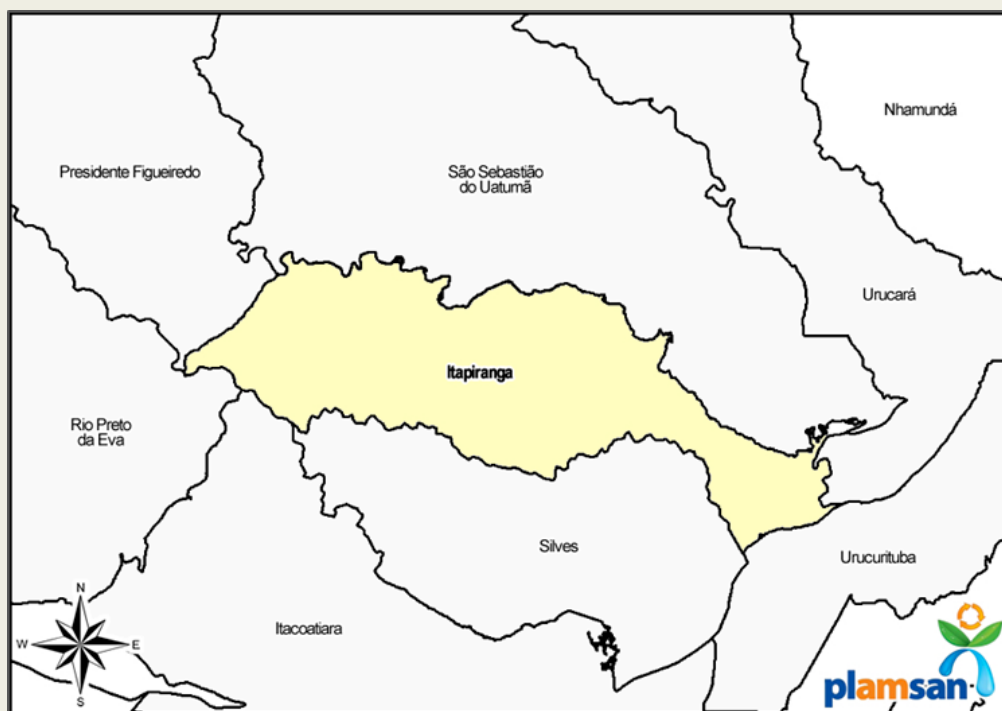 Nhamundá
Presidente Figueiredo
São Sebastião
do Uatumã
Urucará
Itapiranga
Rio Preto
da Eva
Silves
Urucurituba
Itacoatiara
N
W
E
S
plamsan